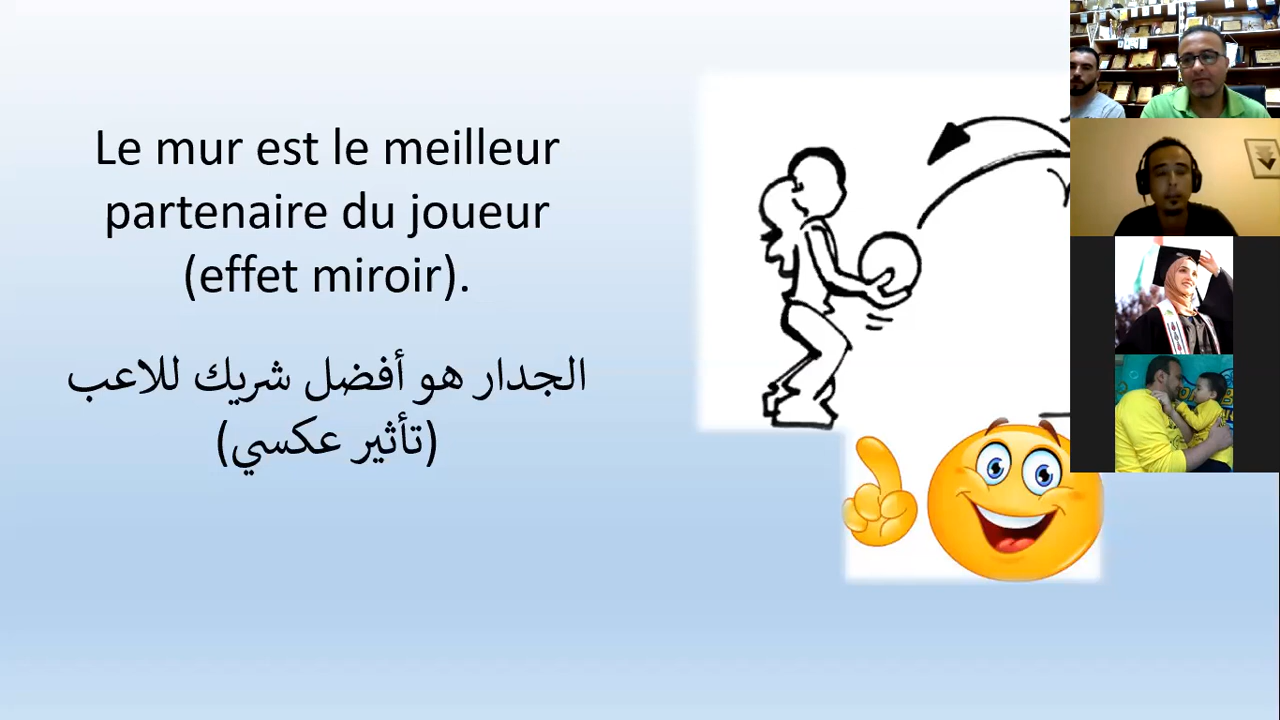 Le mur est le meilleur
partenaire du joueur
(effet miroir).
الجدار هو أفضل شريك للاعب
(تأثير عكسي)